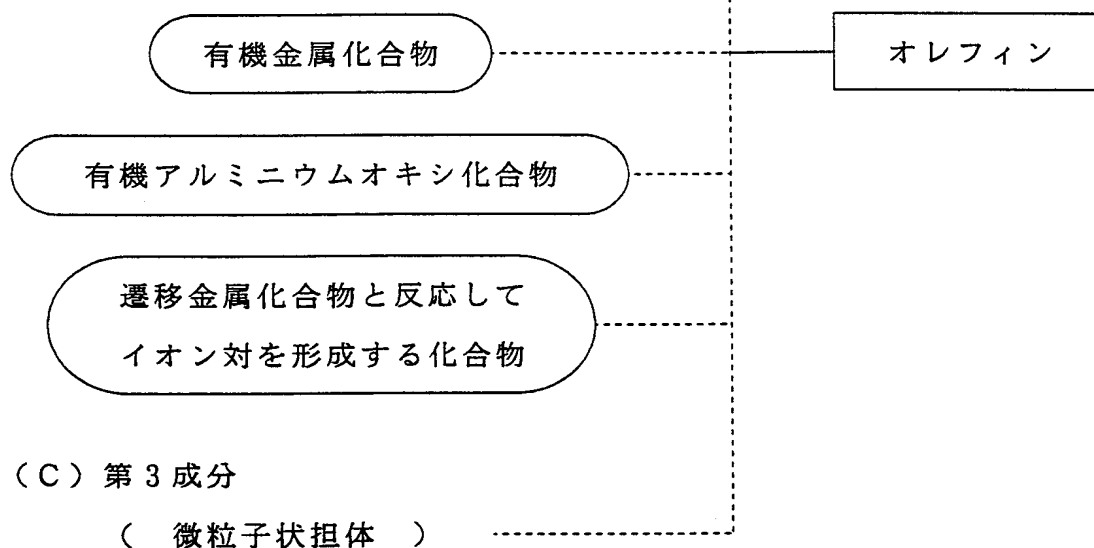 有機金属化合物
オレフィン
有機アルミニウムオキシ化合物
遷移金属化合物と反応して
イオン対を形成する化合物
（C）第3成分
（ 微粒子状担体 ）